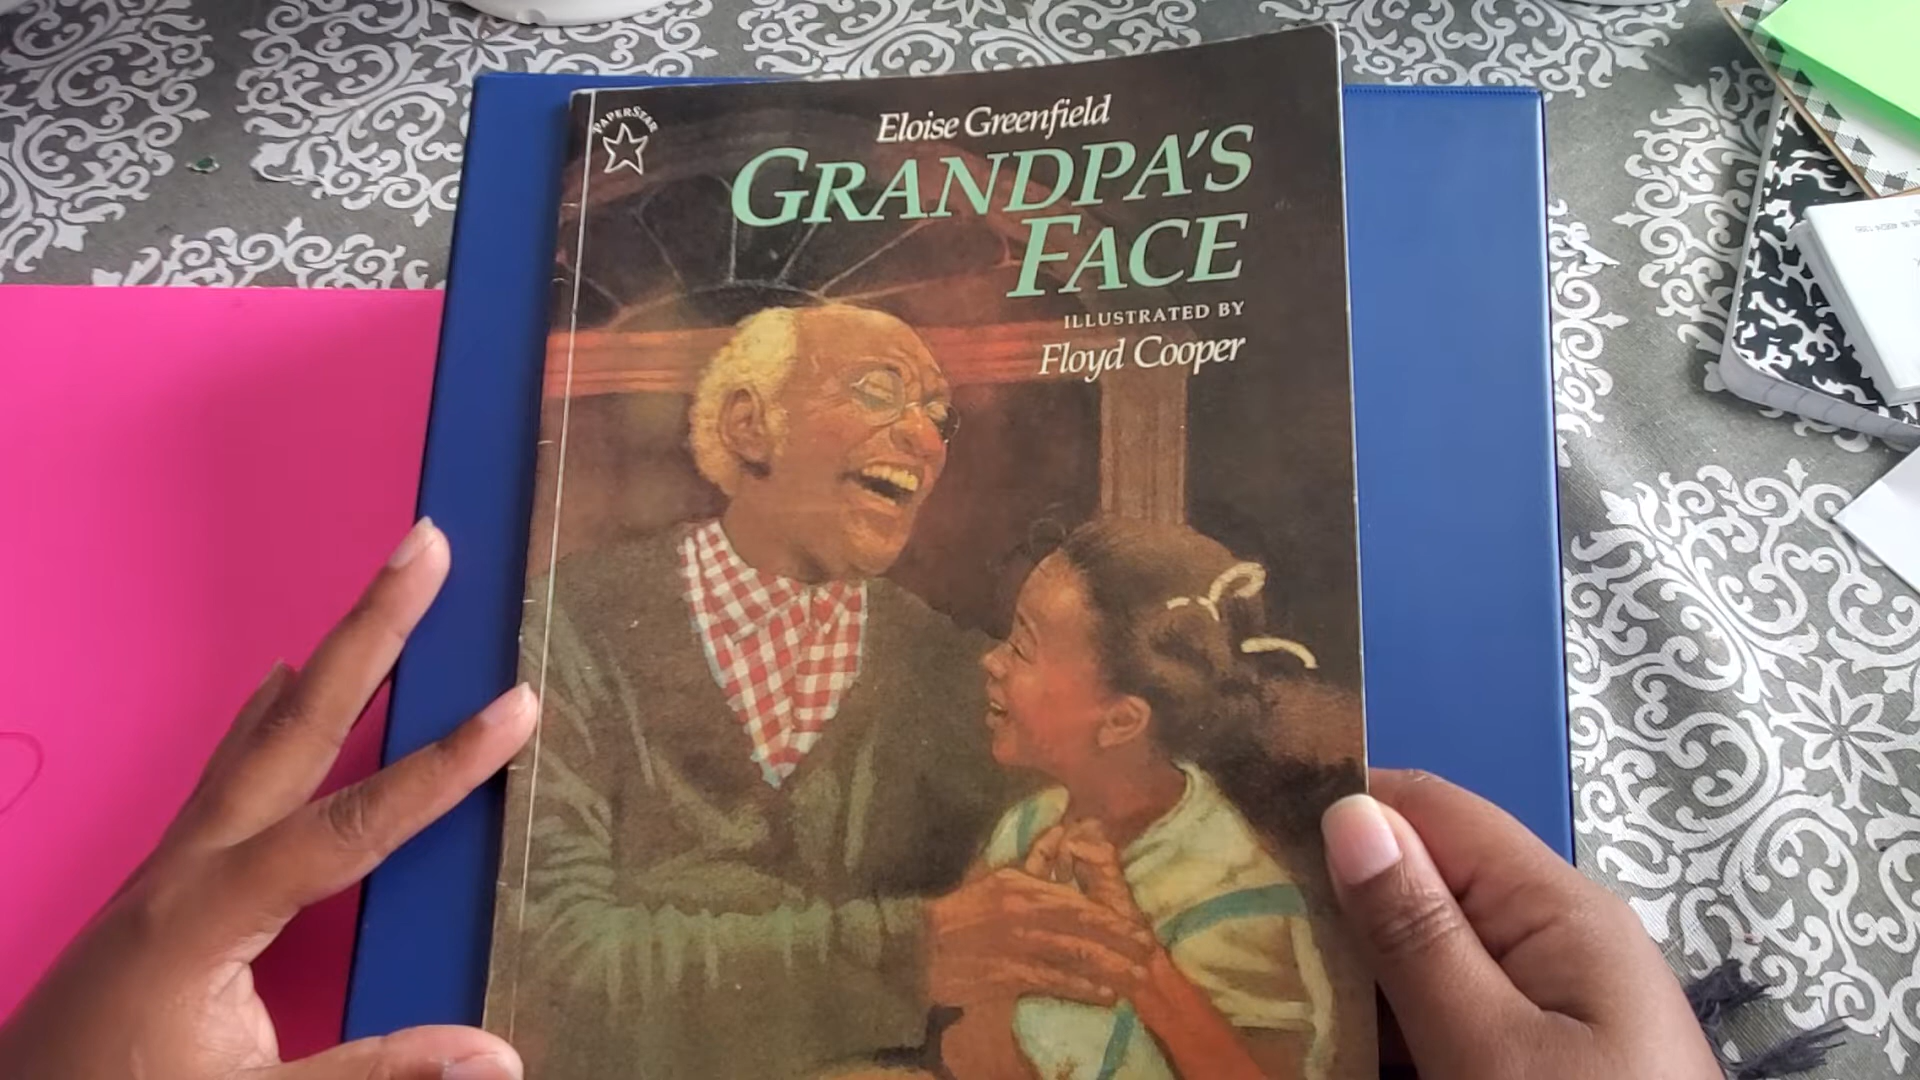 PAPERSTAR
Eloise Greenfield
GRANDPA'S
FACE
ILLUSTRATED BY
Floyd Cooper